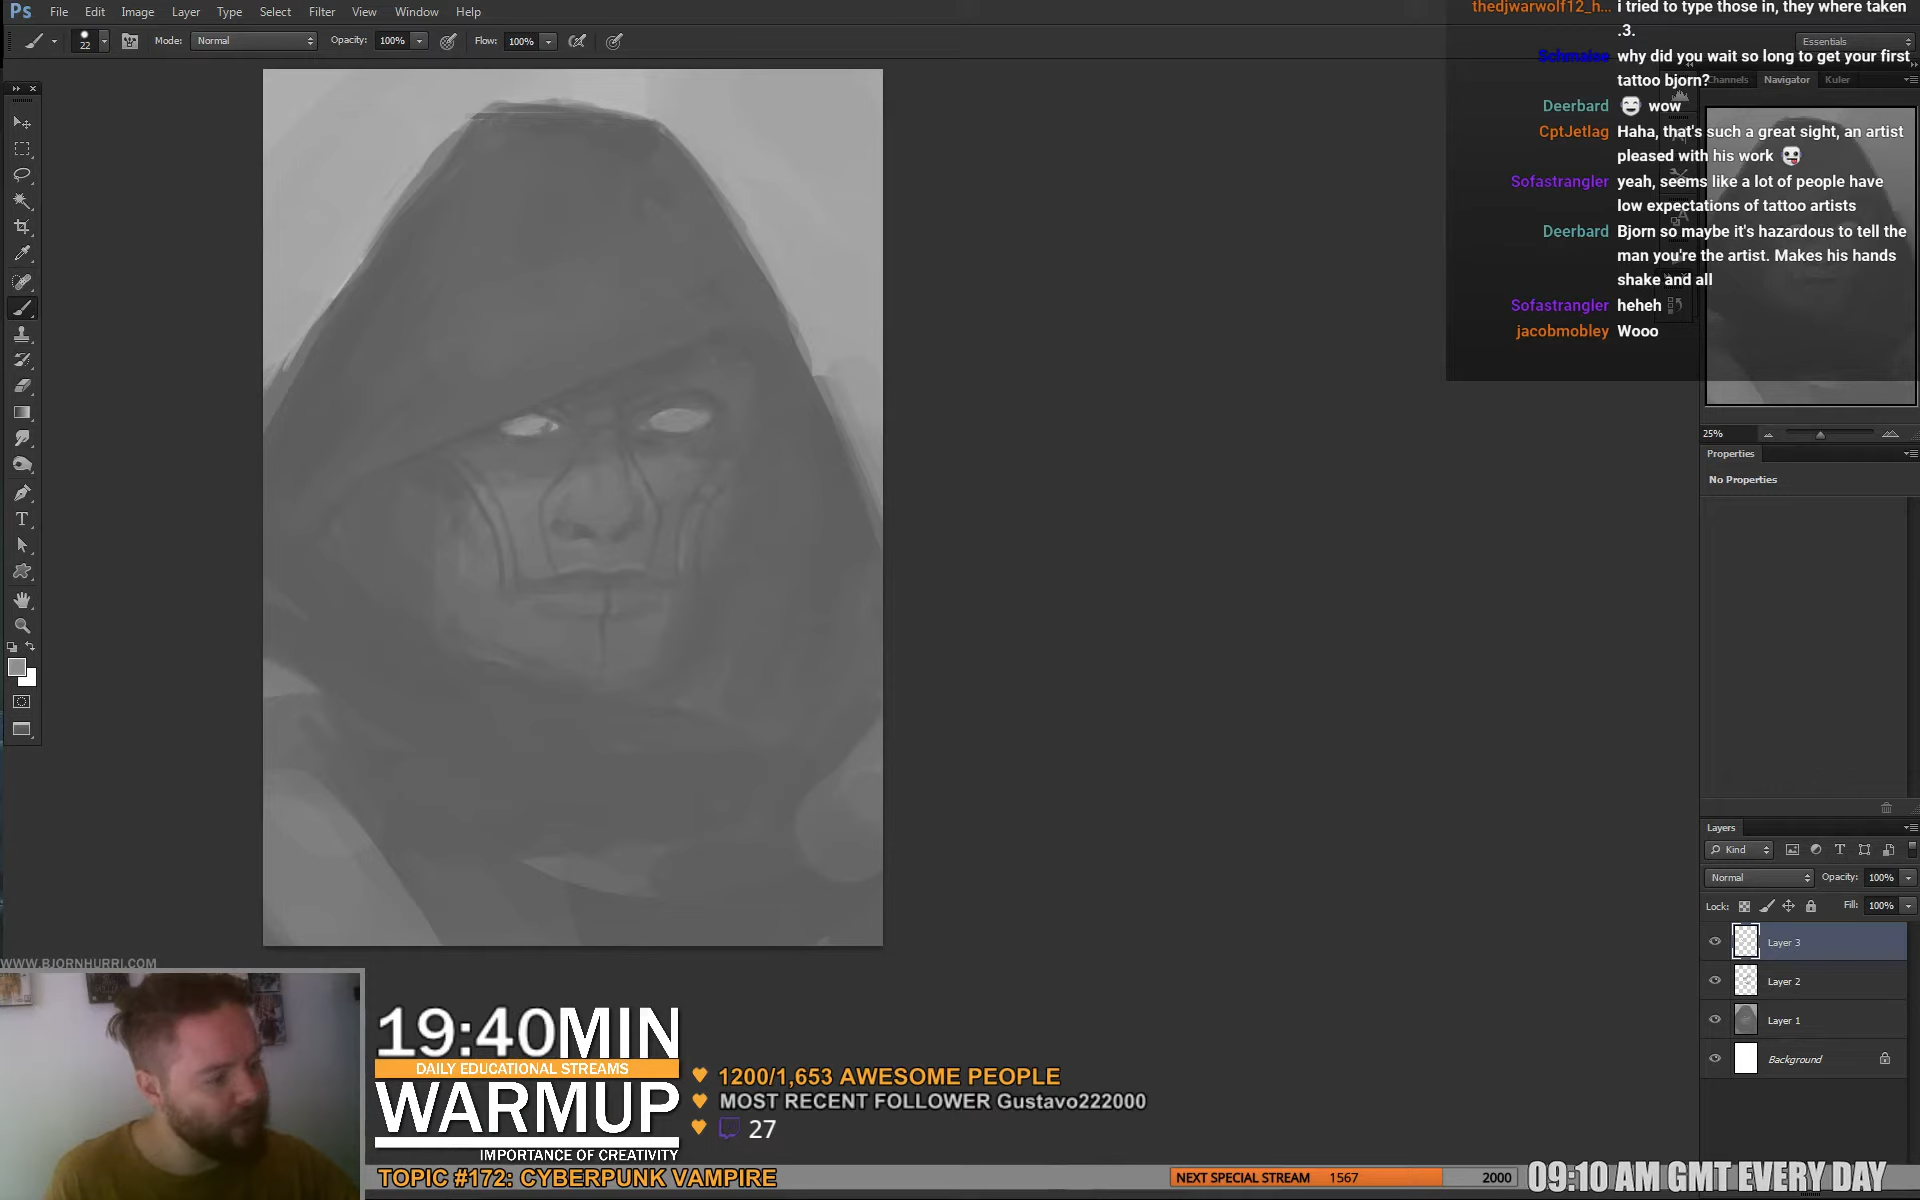 Ps File Edit Image Layer Type Select Filter View Window Help
22 Mode: Normal Opacity: 100% Flow: 100% Essentials
thedjwarwolf12_h... i tried to type those in, they where taken
.3.
Schmalee why did you wait so long to get your first
tattoo bjorn?
Deerbard wow
CptJetlag Haha, that's such a great sight, an artist
pleased with his work
Sofastrangler yeah, seems like a lot of people have
low expectations of tattoo artists
Deerbard Bjorn so maybe it's hazardous to tell the
man you're the artist. Makes his hands
shake and all
Sofastrangler heheh
jacobmobley Wooo
Channels Navigator Kuler
25%
Properties
No Properties
Layers
Kind
Normal Opacity: 100%
Lock: Fill: 100%
Layer 3
Layer 2
Layer 1
Background
WWW.BJORNHURRI.COM
19:40MIN
DAILY EDUCATIONAL STREAMS
WARMUP
IMPORTANCE OF CREATIVITY
1200/1,653 AWESOME PEOPLE
MOST RECENT FOLLOWER Gustavo222000
27
TOPIC #172: CYBERPUNK VAMPIRE
NEXT SPECIAL STREAM 1567 2000
09:10 AM GMT EVERY DAY